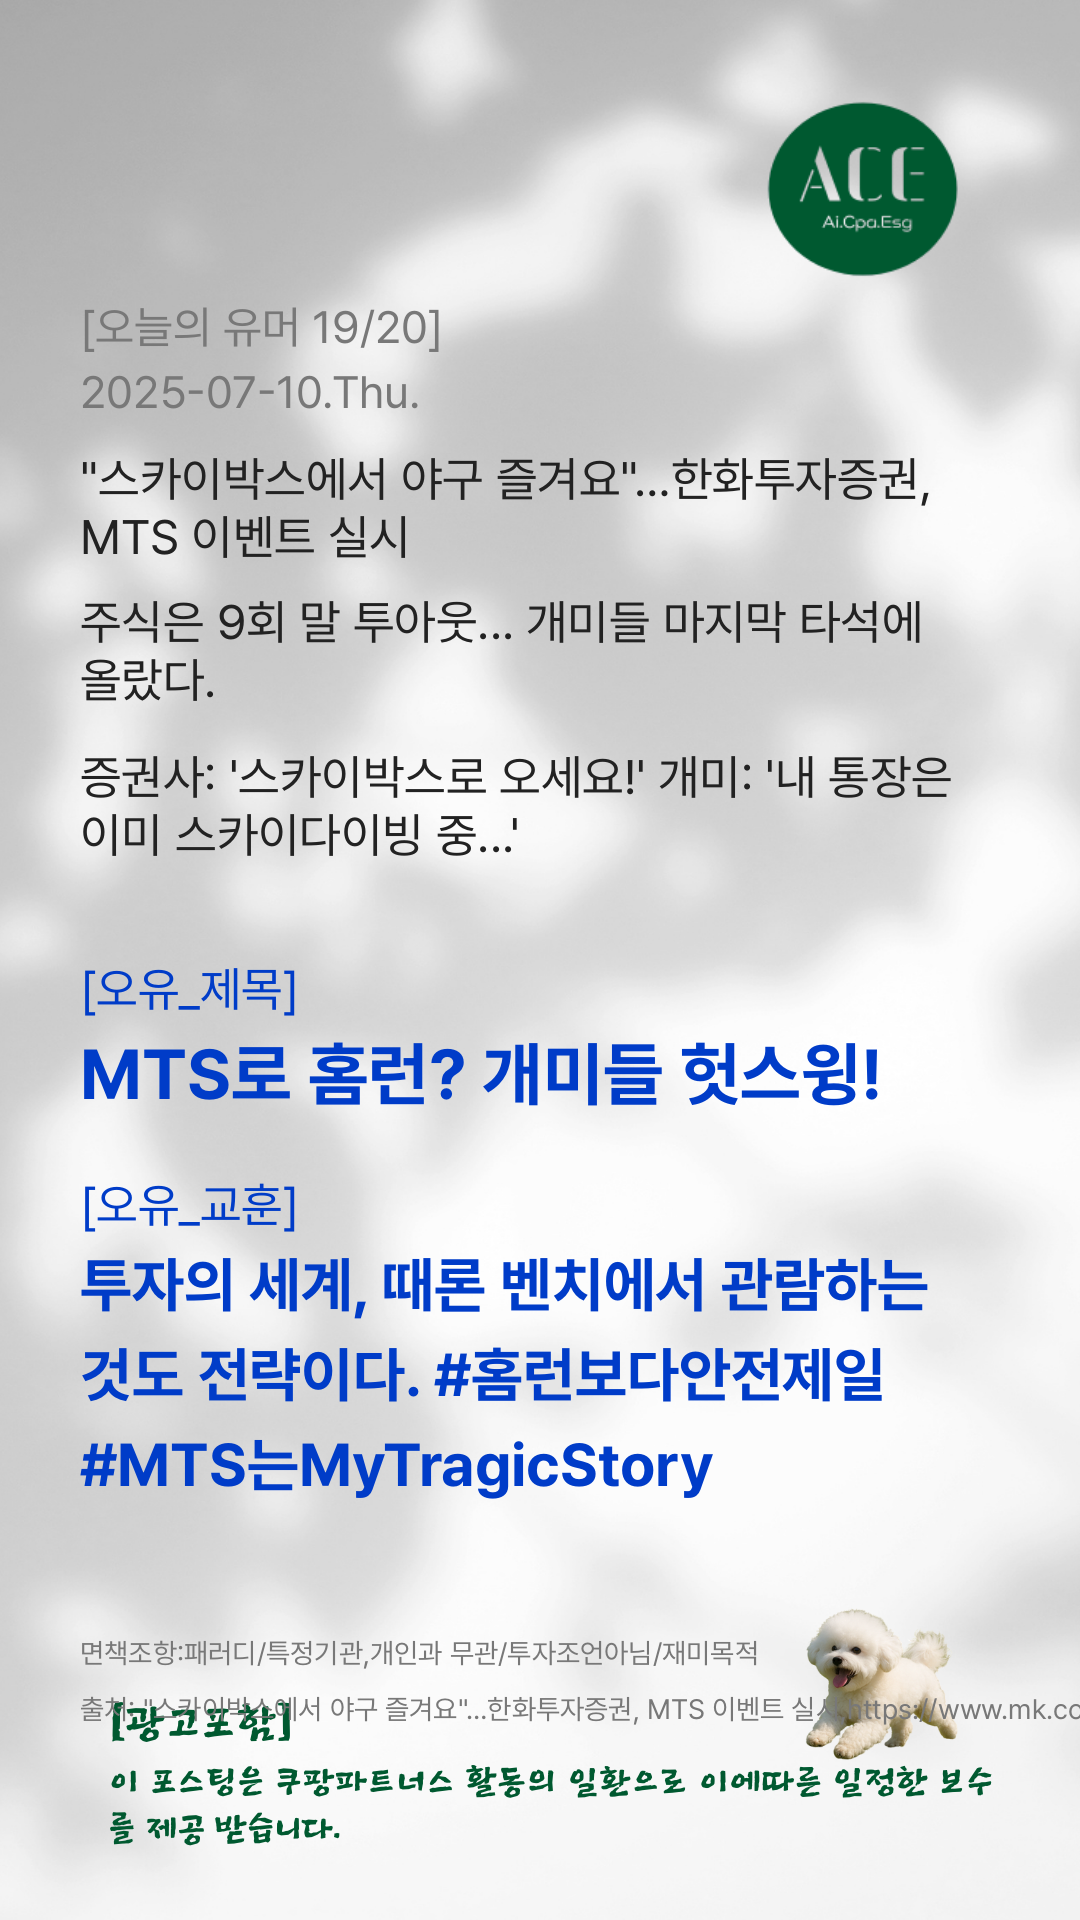 ACE
Ai.Cpa.Esg
[오늘의 유머 19/20]
2025-07-10.Thu.
"스카이박스에서 야구 즐겨요"...한화투자증권,
MTS 이벤트 실시
주식은 9회 말 투아웃... 개미들 마지막 타석에
올랐다.
증권사: '스카이박스로 오세요!' 개미: '내 통장은
이미 스카이다이빙 중...'
[오유_제목]
MTS로 홈런? 개미들 헛스윙!
[오유_교훈]
투자의 세계, 때론 벤치에서 관람하는
것도 전략이다. #홈런보다안전제일
#MTS는MyTragicStory
면책조항:패러디/특정기관,개인과 무관/투자조언아님/재미목적
출처: "스카이박스에서 야구 즐겨요"...한화투자증권, MTS 이벤트 실시 https://www.mk.co
[광고포함]
이 포스팅은 쿠팡파트너스 활동의 일환으로 이에따른 일정한 보수
를 제공 받습니다.